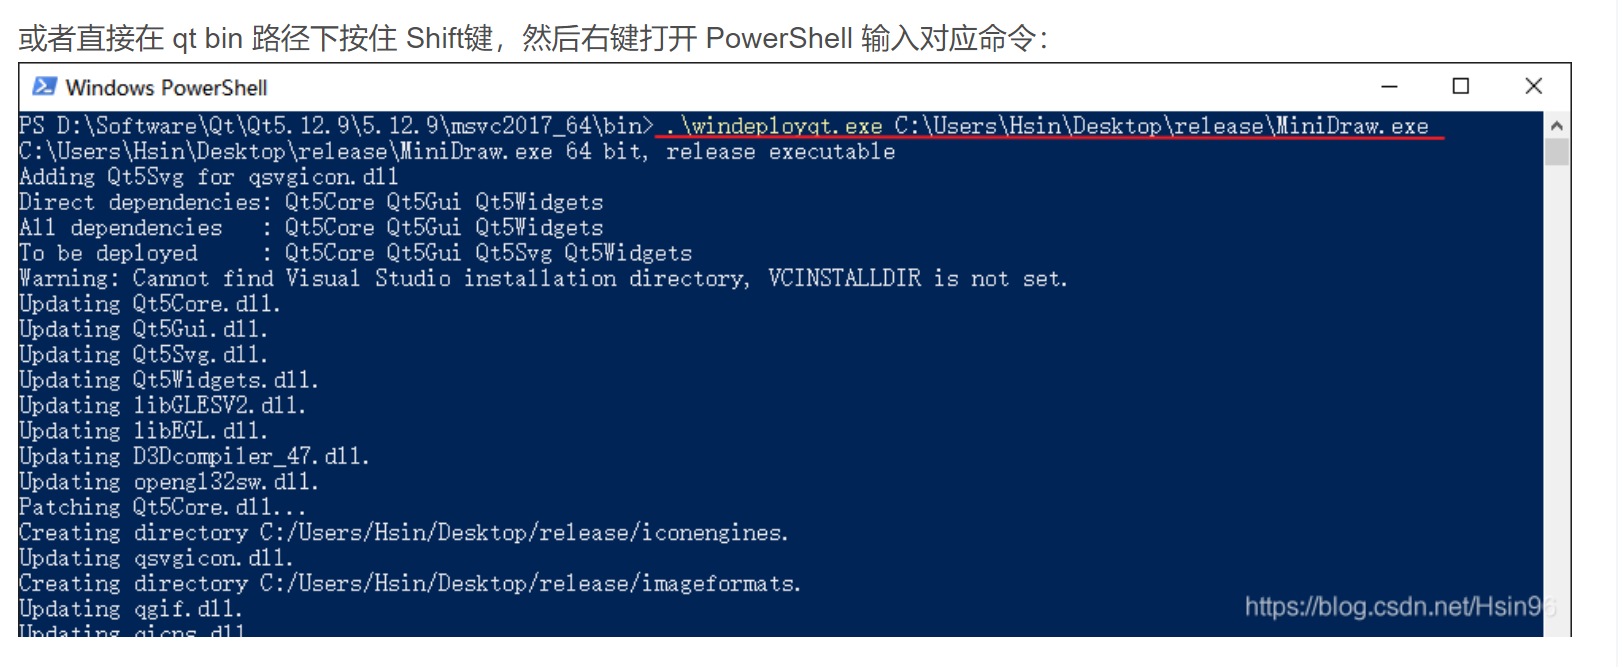 或者直接在 qt bin 路径下按住 Shift键，然后右键打开 PowerShell 输入对应命令：
Windows PowerShell
PS D:\Software\Qt\Qt5.12.9\5.12.9\msvc2017_64\bin> .\windeployqt.exe C:\Users\Hsin\Desktop\release\MiniDraw.exe
C:\Users\Hsin\Desktop\release\MiniDraw.exe 64 bit, release executable
Adding Qt5Svg for qsvgicon.dll
Direct dependencies: Qt5Core Qt5Gui Qt5Widgets
All dependencies   : Qt5Core Qt5Gui Qt5Widgets
To be deployed     : Qt5Core Qt5Gui Qt5Svg Qt5Widgets
Warning: Cannot find Visual Studio installation directory, VCINSTALLDIR is not set.
Updating Qt5Core.dll.
Updating Qt5Gui.dll.
Updating Qt5Svg.dll.
Updating Qt5Widgets.dll.
Updating libGLESV2.dll.
Updating libEGL.dll.
Updating D3Dcompiler_47.dll.
Updating opengl32sw.dll.
Patching Qt5Core.dll...
Creating directory C:/Users/Hsin/Desktop/release/iconengines.
Updating qsvgicon.dll.
Creating directory C:/Users/Hsin/Desktop/release/imageformats.
Updating qgif.dll.
Updating qicns.dll
https://blog.csdn.net/Hsin96